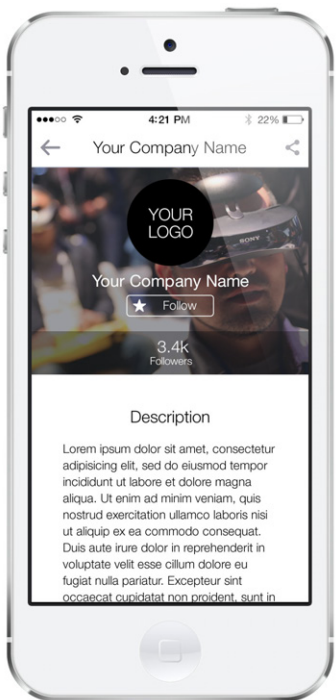 4:21 PM
22%
Your Company Name
SONY
YOUR
LOGO
Your Company Name
Follow
3.4k
Followers
Description
Lorem ipsum dolor sit amet, consectetur
adipisicing elit, sed do eiusmod tempor
incididunt ut labore et dolore magna
aliqua. Ut enim ad minim veniam, quis
nostrud exercitation ullamco laboris nisi
ut aliquip ex ea commodo consequat.
Duis aute irure dolor in reprehenderit in
voluptate velit esse cillum dolore eu
fugiat nulla pariatur. Excepteur sint
occaecat cupidatat non proident, sunt in